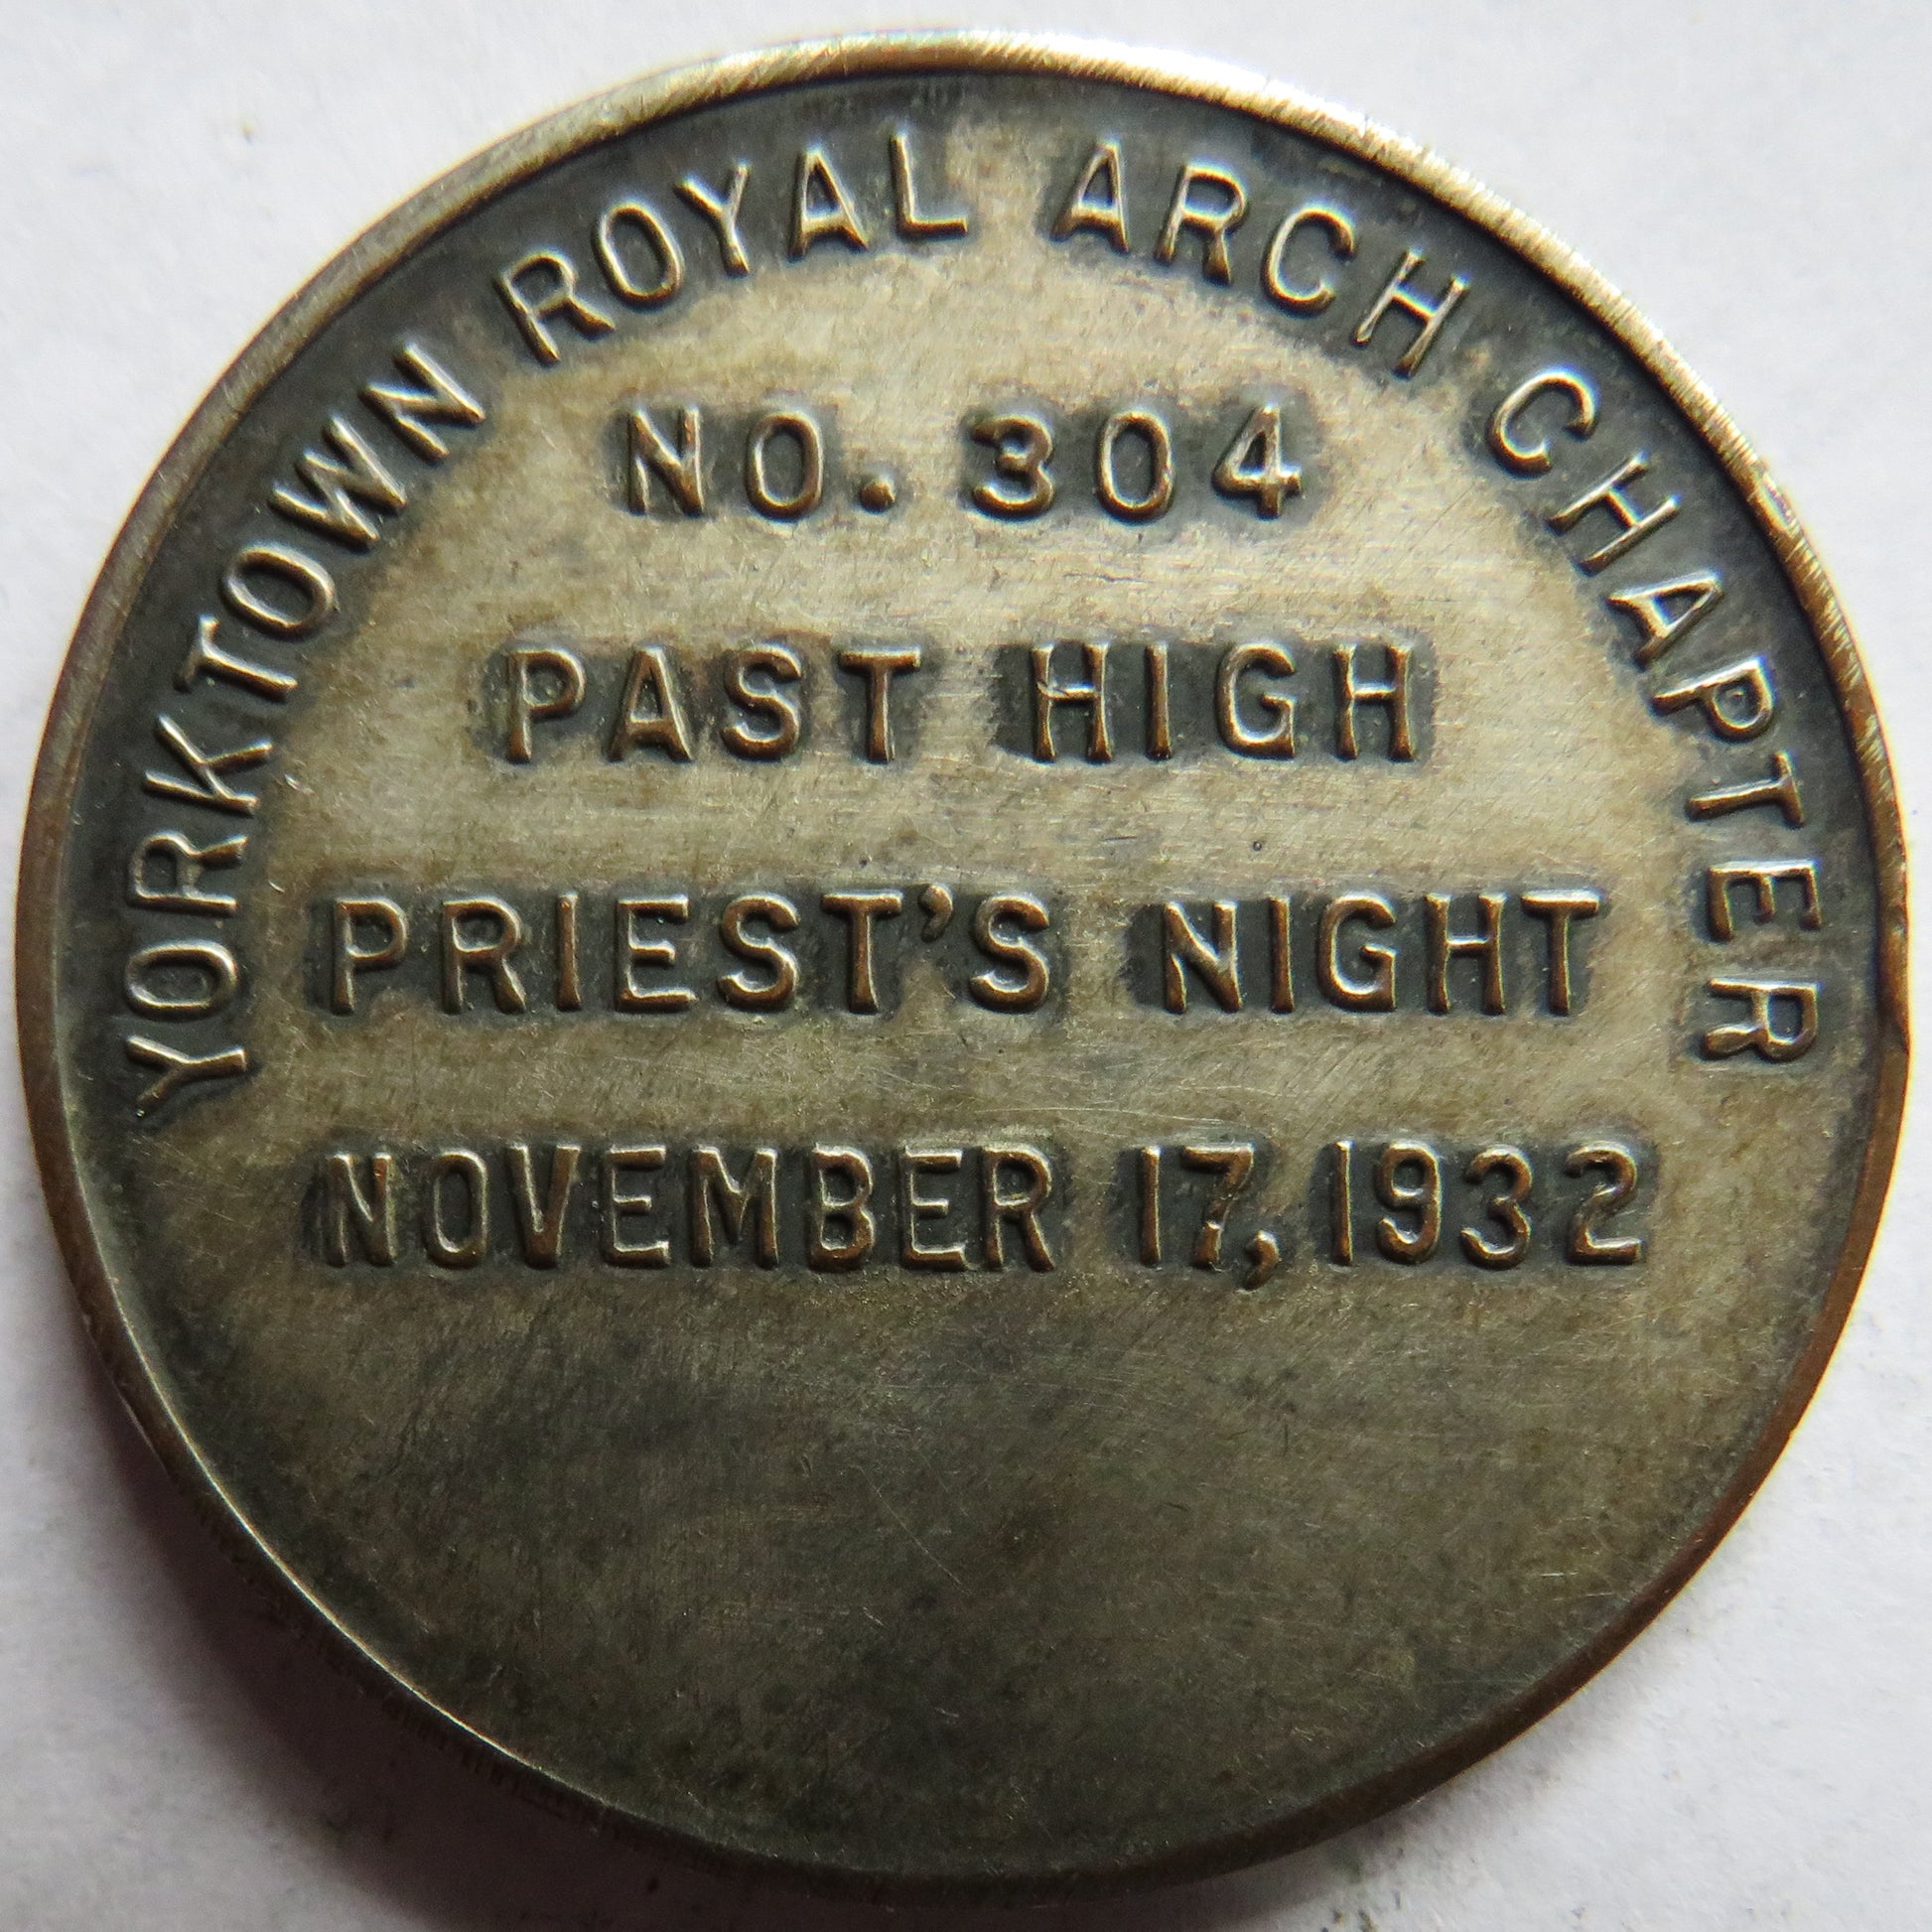 YORKTOWN ROYAL ARCH CHAPTER
NO. 304
PAST HIGH
PRIEST'S NIGHT
NOVEMBER 17, 1932